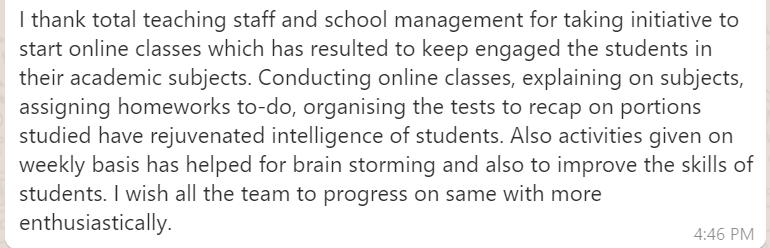 I thank total teaching staff and school management for taking initiative to
start online classes which has resulted to keep engaged the students in
their academic subjects. Conducting online classes, explaining on subjects,
assigning homeworks to-do, organising the tests to recap on portions
studied have rejuvenated intelligence of students. Also activities given on
weekly basis has helped for brain storming and also to improve the skills of
students. I wish all the team to progress on same with more
enthusiastically.
4:46 PM